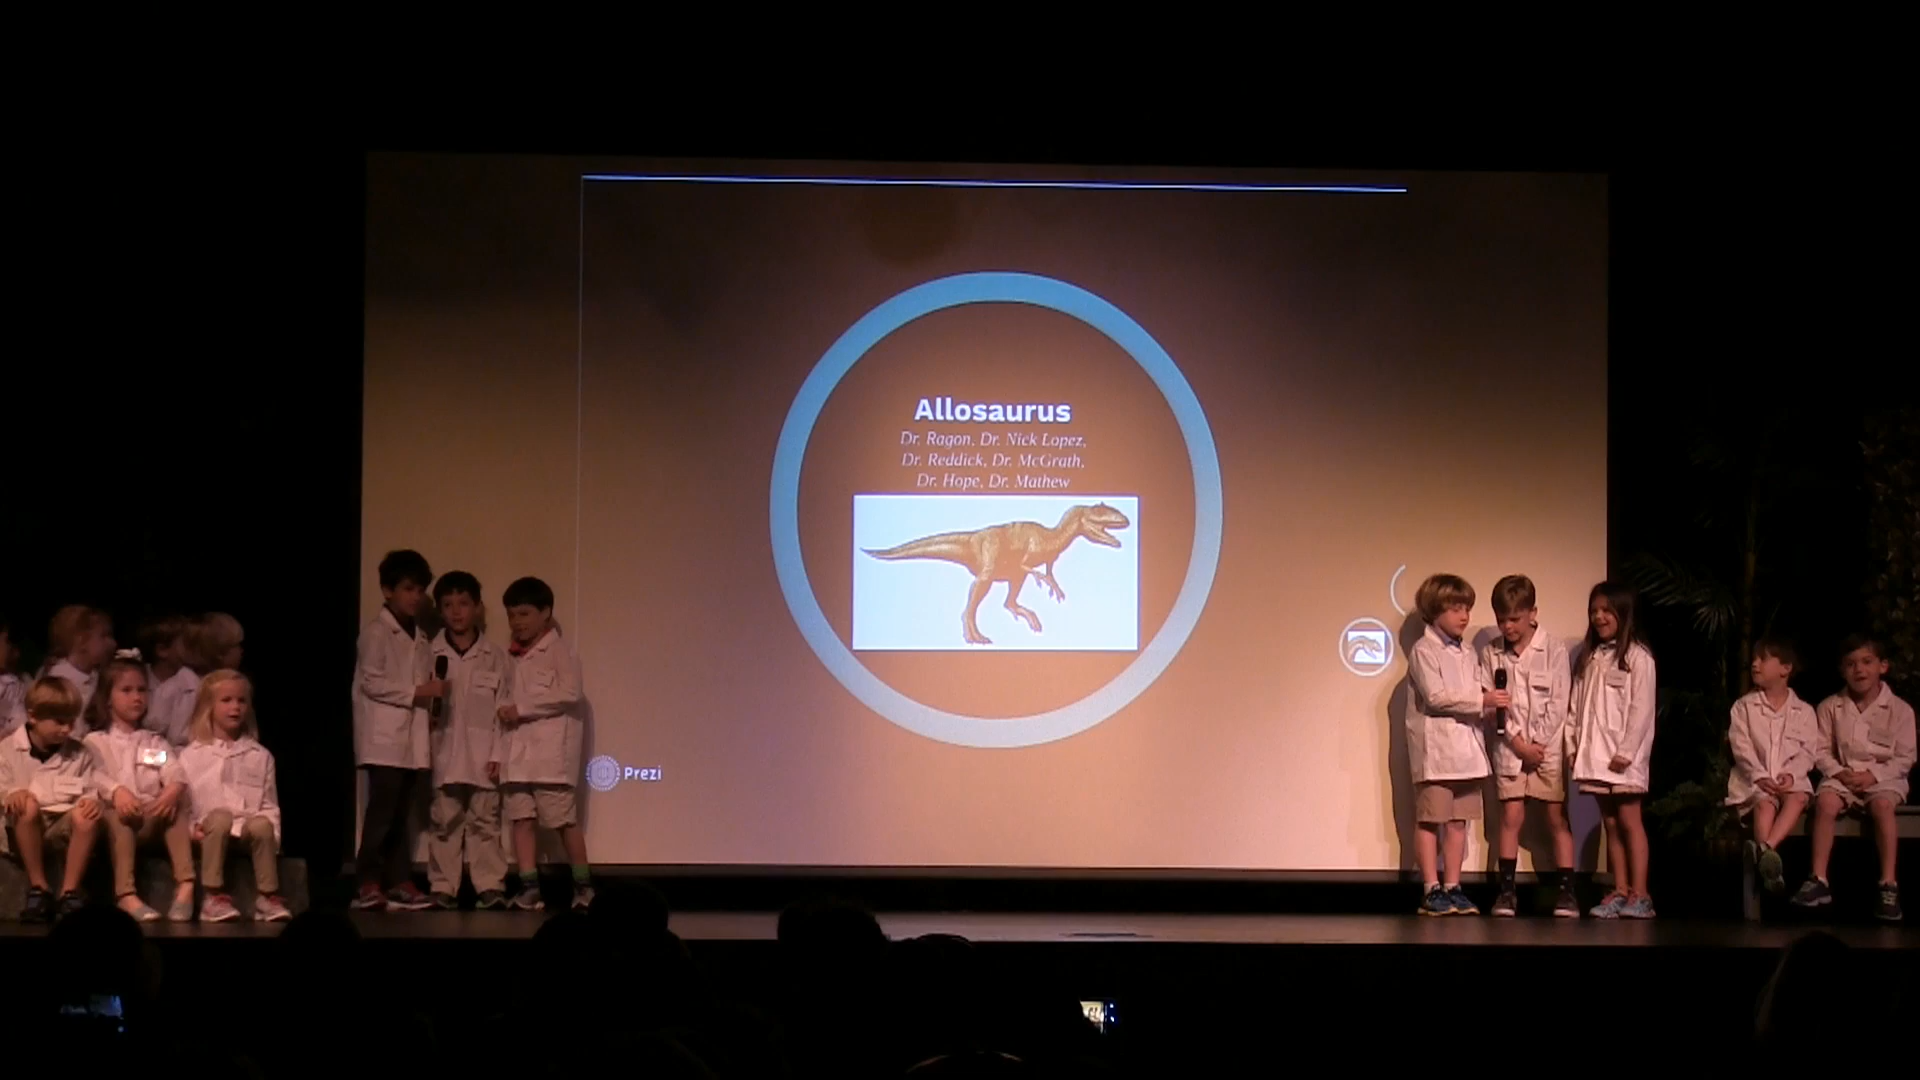 Allosaurus
Dr. Ragon, Dr. Nick Lopez,
Dr. Reddick, Dr. McGrath,
Dr. Hope, Dr. Mathew
Prezi